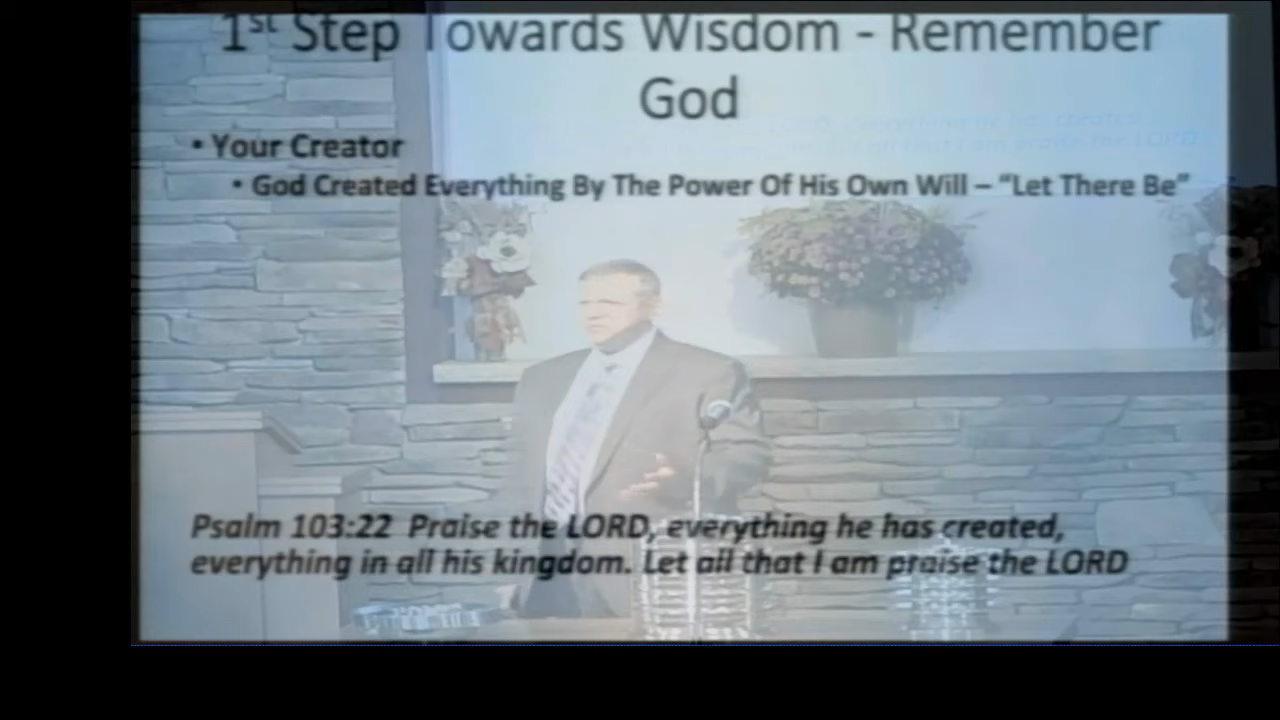 1st Step Towards Wisdom - Remember
God
• Your Creator
• God Created Everything By The Power Of His Own Will – “Let There Be”
Psalm 103:22 Praise the LORD, everything he has created,
everything in all his kingdom. Let all that I am praise the LORD